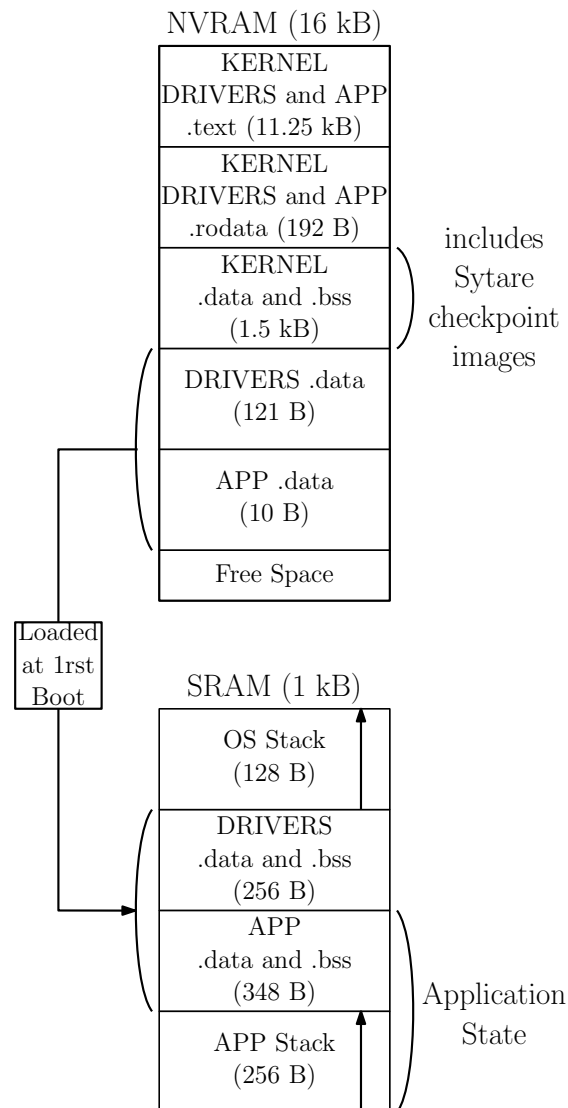 NVRAM (16 kB)
KERNEL
DRIVERS and APP
.text (11.25 kB)
KERNEL
DRIVERS and APP
.rodata (192 B)
KERNEL
.data and .bss
(1.5 kB)
includes
Sytare
checkpoint
images
DRIVERS .data
(121 B)
APP .data
(10 B)
Free Space
Loaded
at 1rst
Boot
SRAM (1 kB)
OS Stack
(128 B)
DRIVERS
.data and .bss
(256 B)
APP
.data and .bss
(348 B)
APP Stack
(256 B)
Application
State